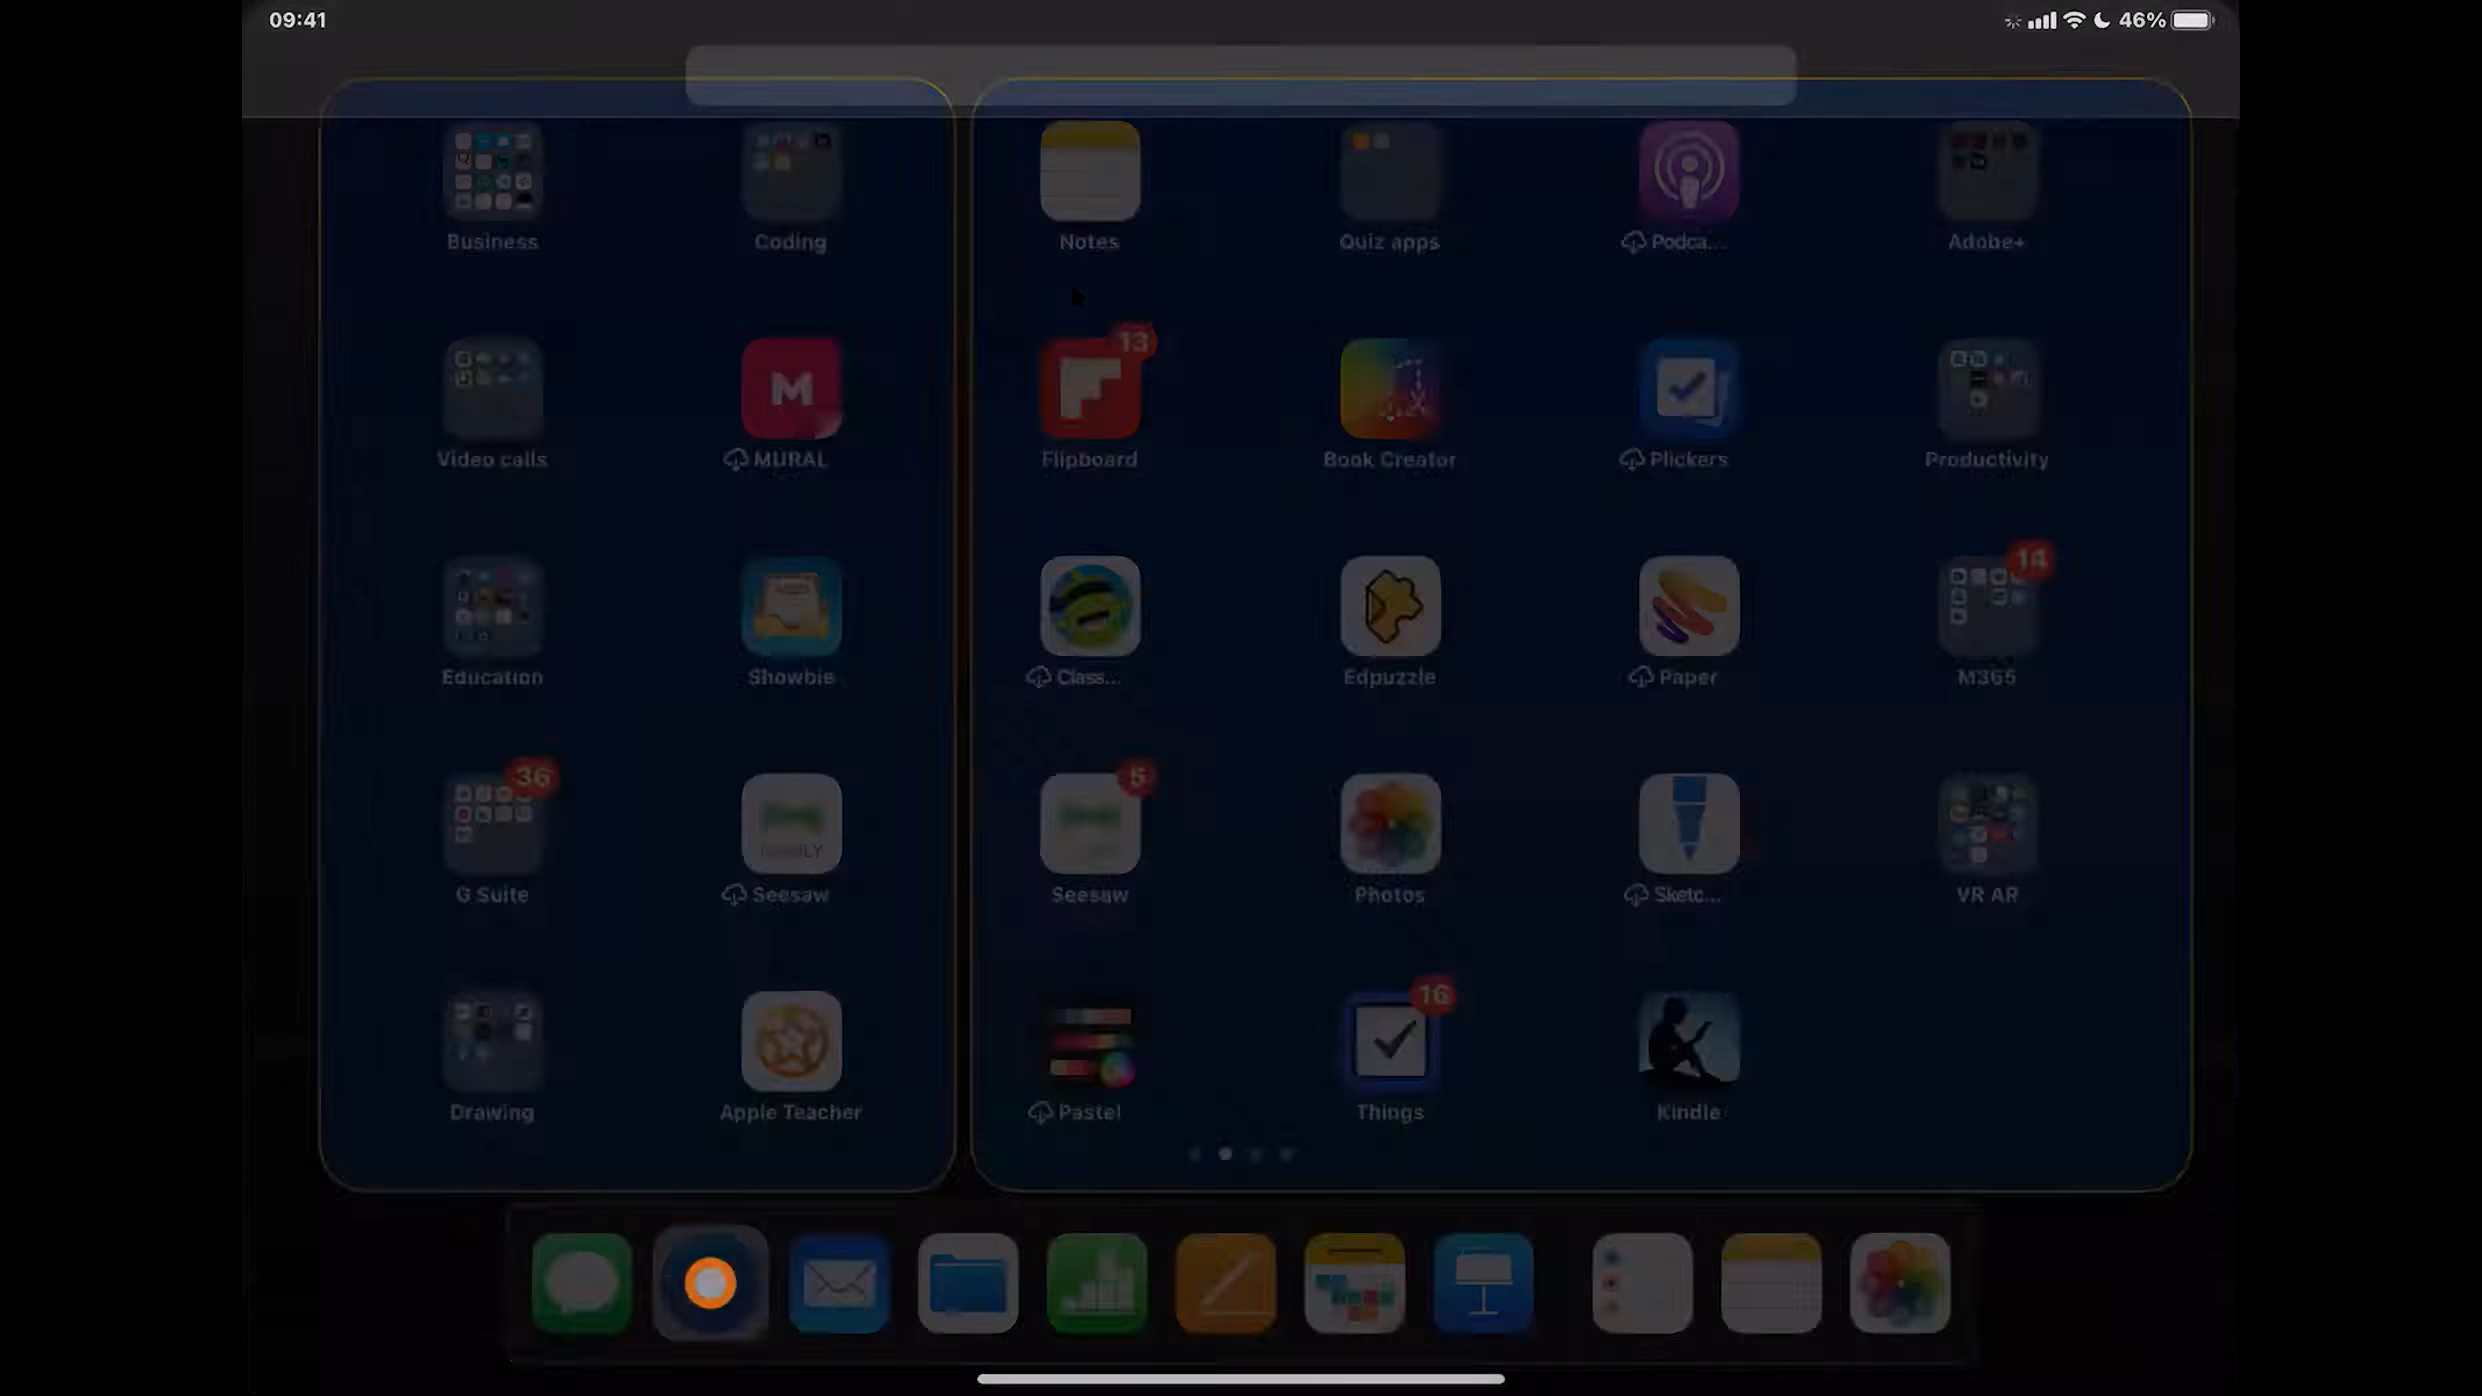 09:41
46%
Business
Coding
Notes
Quiz apps
Podca...
Adobe+
13
Video calls
M
MURAL
Flipboard
Book Creator
Plickers
Productivity
14
Education
Showbie
Class...
Edpuzzle
Paper
M365
36
5
G Suite
Seesaw
Seesaw
Photos
Sketc...
VR AR
16
Drawing
Apple Teacher
Pastel
Things
Kindle